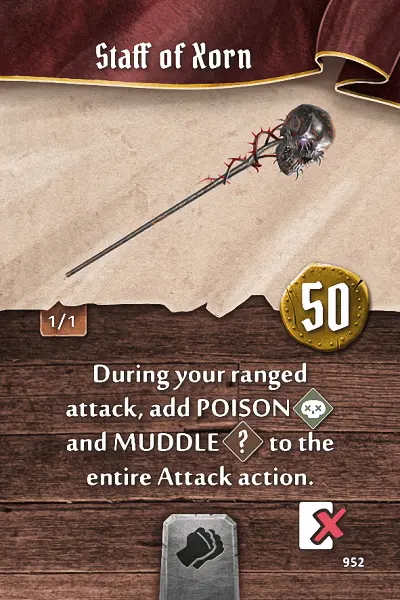 Staff of Xorn
50
1/1
During your ranged
attack, add POISON
and MUDDLE ? to the
entire Attack action.
952